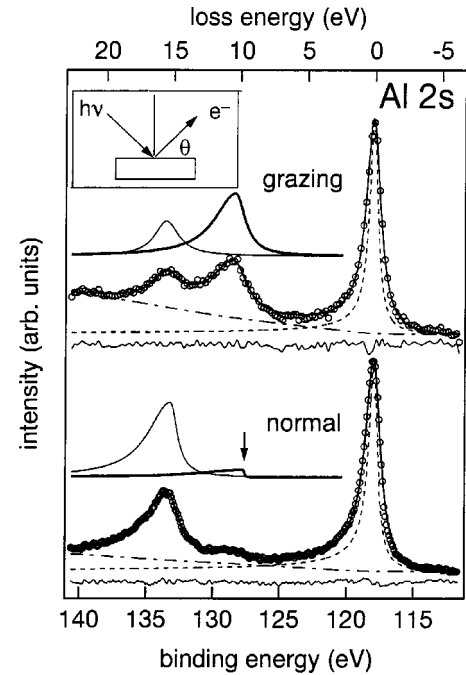 loss energy (eV)
20 15 10 5 0 -5
Al 2s
hν e⁻
θ
grazing
intensity (arb. units)
normal
140 135 130 125 120 115
binding energy (eV)